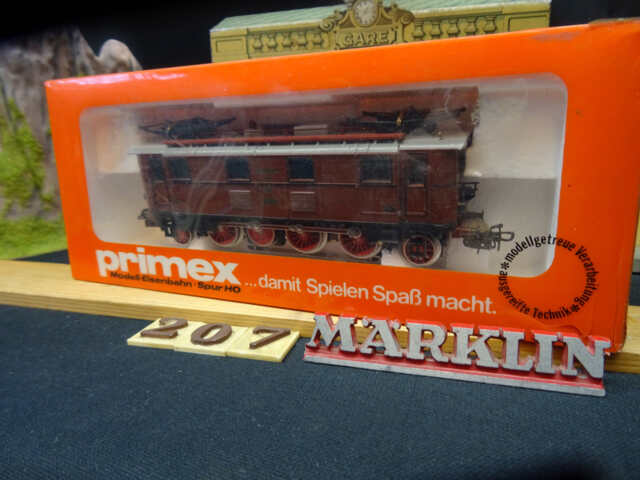 GARE
primex
Modell-Eisenbahn · Spur HO
...damit Spielen Spaß macht.
*modellgetreue Verarbeitung*
ausgereifte Technik
207
MÄRKLIN